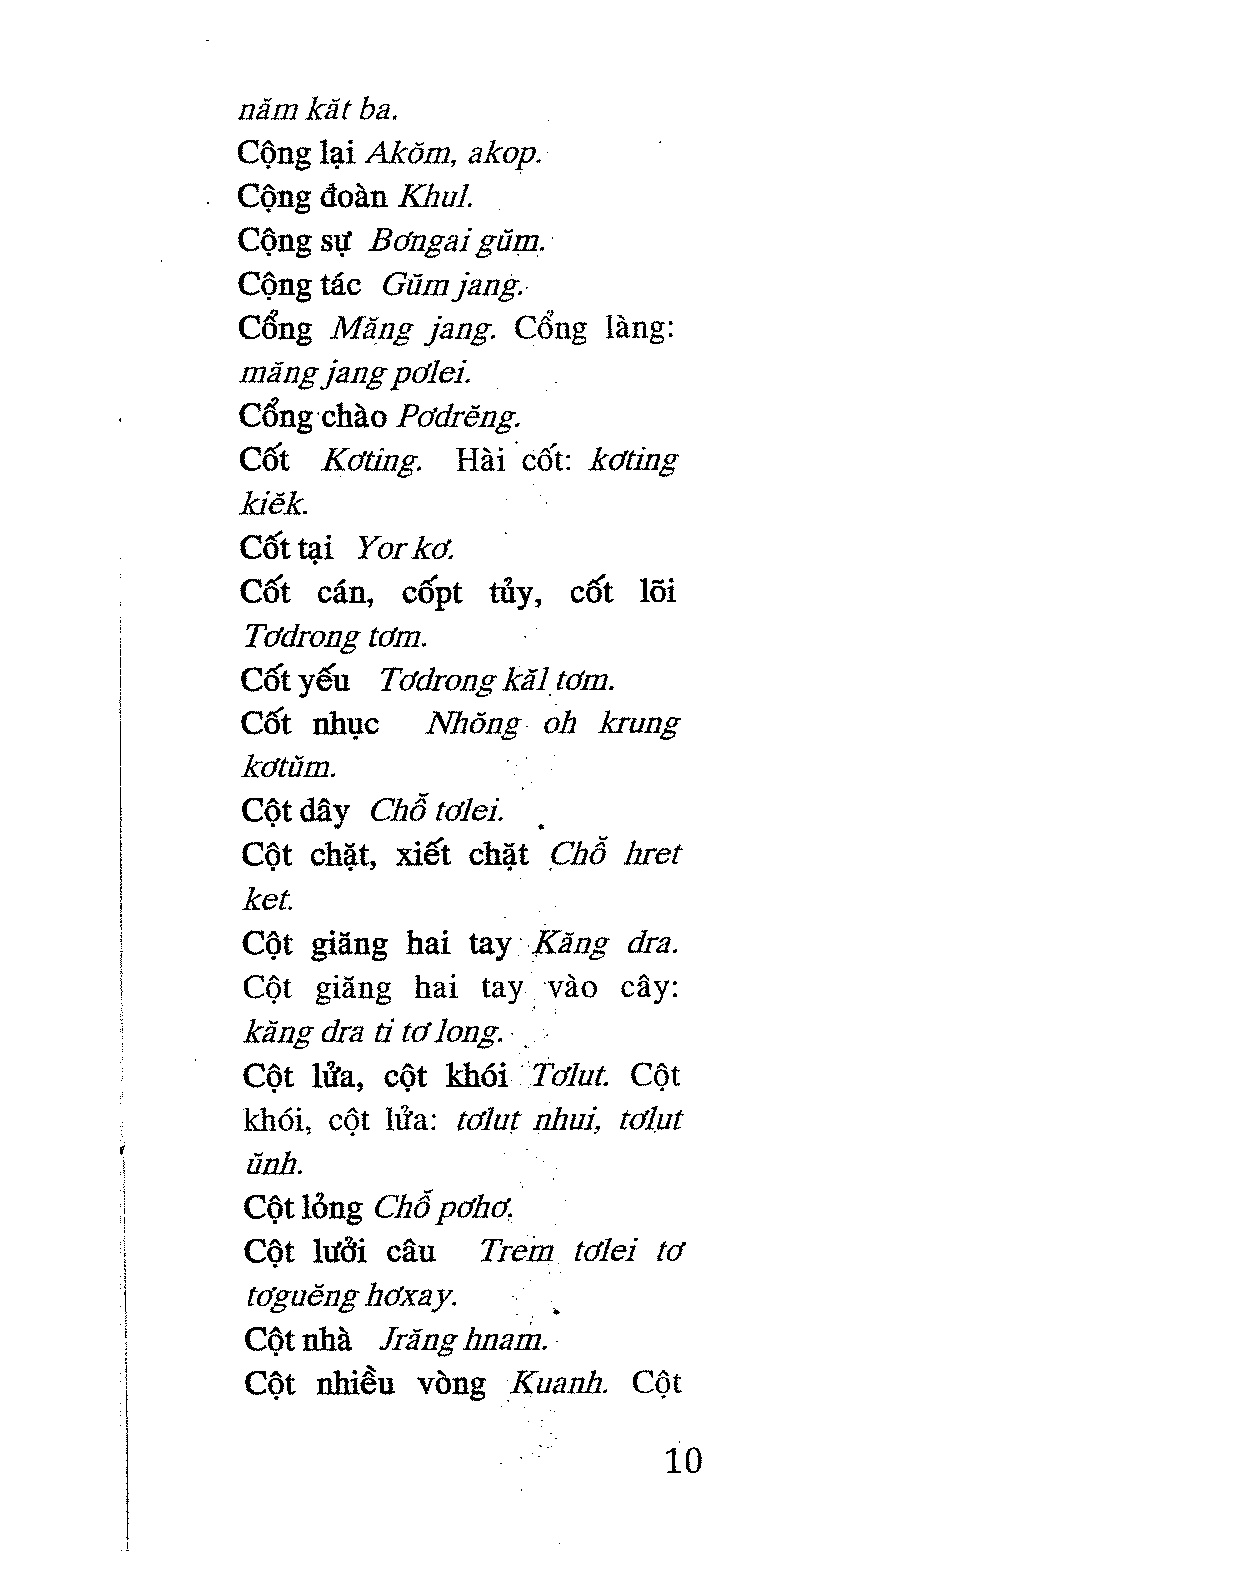 năm kăt ba.
Cộng lại Akŏm, akop.
Cộng đoàn Khul.
Cộng sự Bơngai gŭm.
Cộng tác Gŭm jang.
Cổng Măng jang. Cổng làng:
măng jang pơlei.
Cổng chào Pơdrĕng.
Cốt Kơting. Hài cốt: kơting
kiĕk.
Cốt tại Yor kơ.
Cốt cán, cốpt tủy, cốt lõi
Tơdrong tơm.
Cốt yếu Tơdrong kăl tơm.
Cốt nhục Nhŏng oh krung
kơtŭm.
Cột dây Chô̆ tơlei.
Cột chặt, xiết chặt Chô̆ hret
ket.
Cột giăng hai tay Kăng dra.
Cột giăng hai tay vào cây:
kăng dra ti tơ long.
Cột lửa, cột khói Tơlut. Cột
khói, cột lửa: tơlut nhui, tơlut
ŭnh.
Cột lỏng Chô̆ pơhơ.
Cột lưởi câu Trem tơlei tơ
tơguĕng hơxay.
Cột nhà Jrăng hnam.
Cột nhiều vòng Kuanh. Cột
10